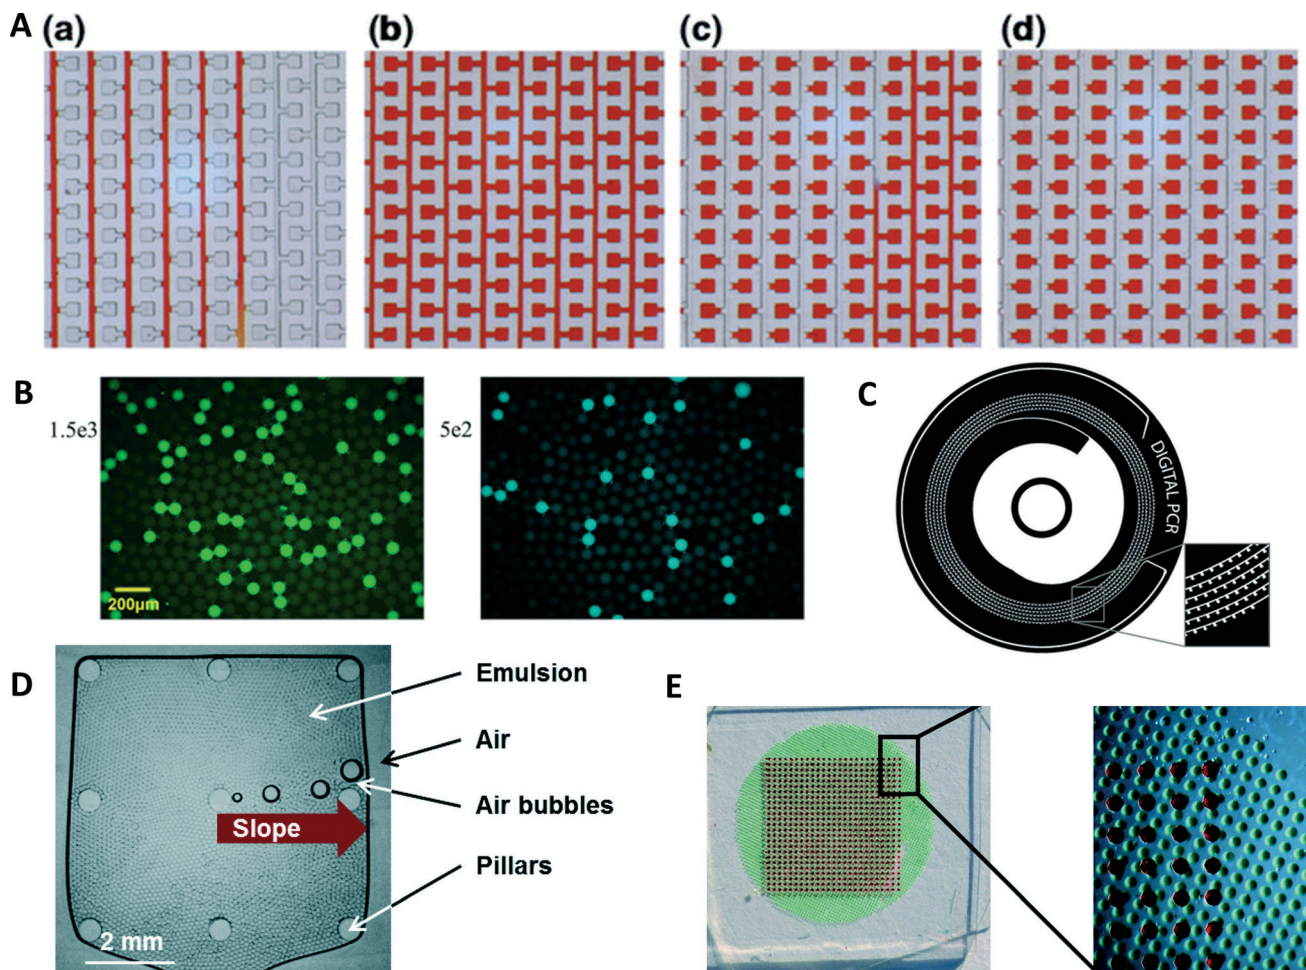 A
(a)
(b)
(c)
(d)
B
1.5e3
200μm
5e2
C
DIGITAL PCR
D
Emulsion
Air
Air bubbles
Slope
Pillars
2 mm
E